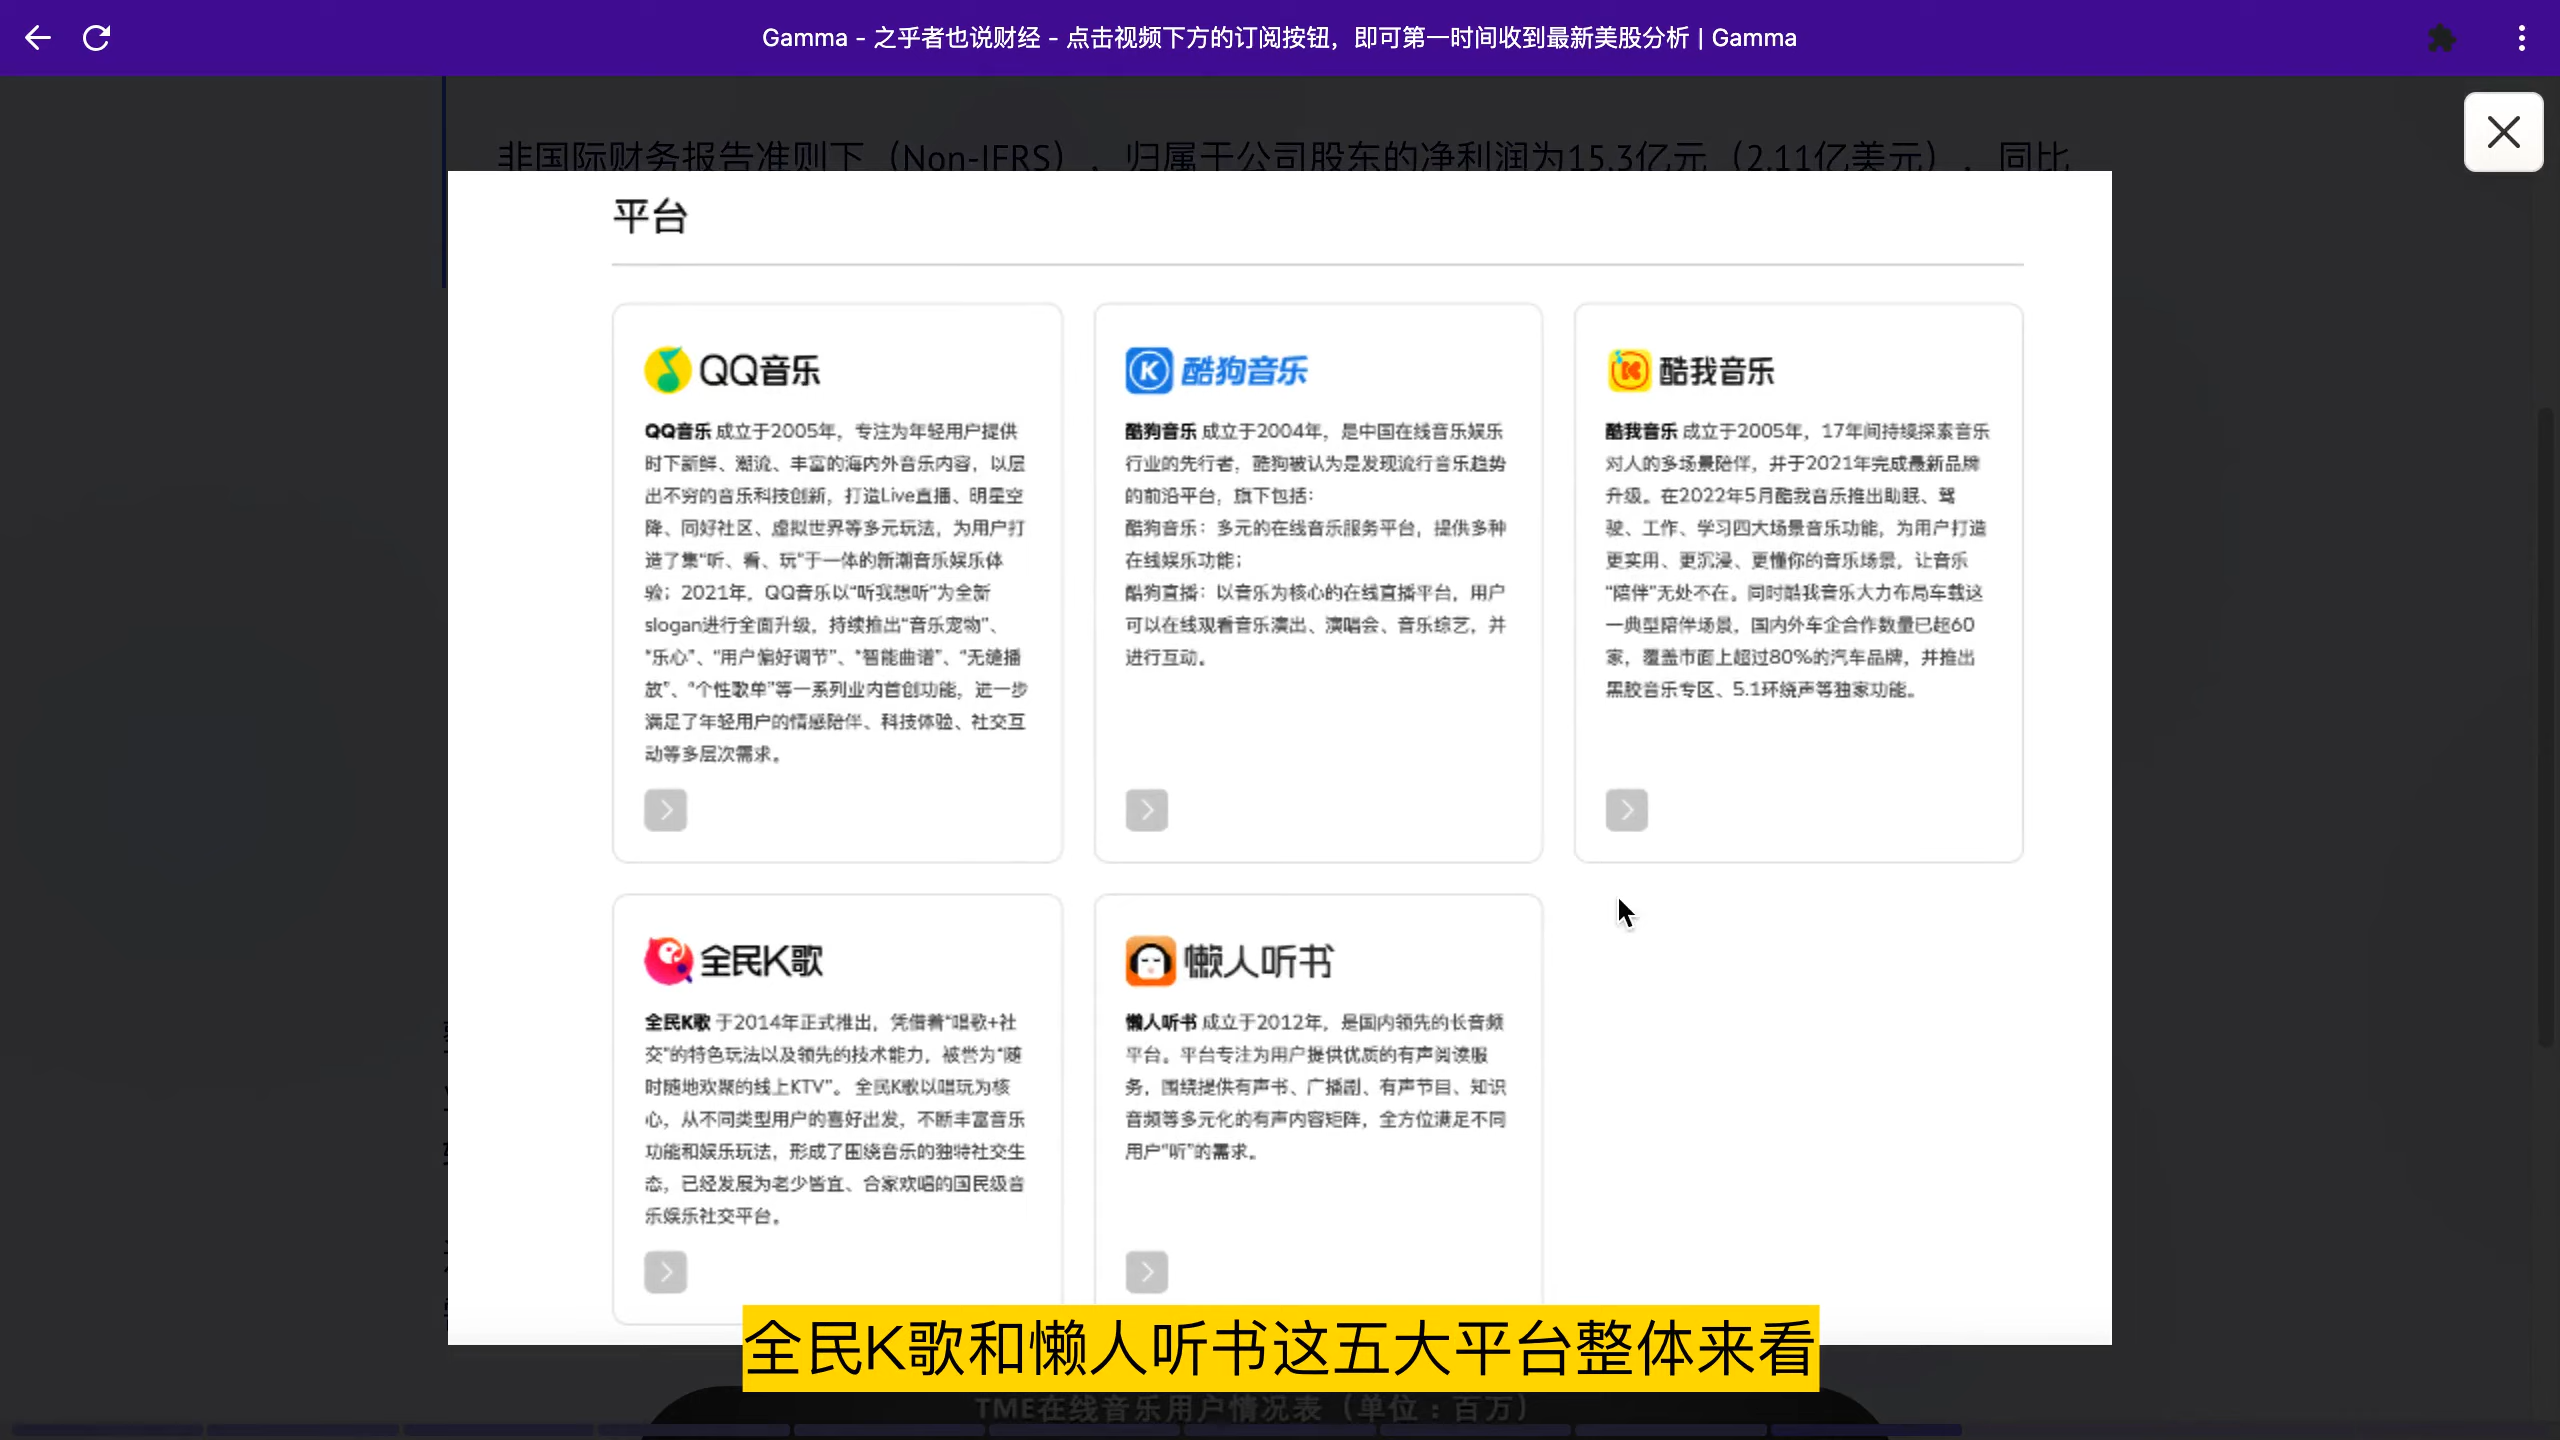 Gamma - 之乎者也说财经 - 点击视频下方的订阅按钮，即可第一时间收到最新美股分析 | Gamma
非国际财务报告准则下（Non-IFRS），归属于公司股东的净利润为15.3亿元（2.11亿美元），同比
平台
QQ音乐
QQ音乐 成立于2005年，专注为年轻用户提供
时下新鲜、潮流、丰富的海内外音乐内容，以层
出不穷的音乐科技创新，打造Live直播、明星空
降、同好社区、虚拟世界等多元玩法，为用户打
造了集“听、看、玩”于一体的新潮音乐娱乐体
验；2021年，QQ音乐以“听我想听”为全新
slogan进行全面升级，持续推出“音乐宠物”、
“乐心”、“用户偏好调节”、“智能曲谱”、“无缝播
放”、“个性歌单”等一系列业内首创功能，进一步
满足了年轻用户的情感陪伴、科技体验、社交互
动等多层次需求。
酷狗音乐
酷狗音乐 成立于2004年，是中国在线音乐娱乐
行业的先行者，酷狗被认为是发现流行音乐趋势
的前沿平台，旗下包括：
酷狗音乐：多元的在线音乐服务平台，提供多种
在线娱乐功能；
酷狗直播：以音乐为核心的在线直播平台，用户
可以在线观看音乐演出、演唱会、音乐综艺，并
进行互动。
酷我音乐
酷我音乐 成立于2005年，17年间持续探索音乐
对人的多场景陪伴，并于2021年完成最新品牌
升级。在2022年5月酷我音乐推出助眠、驾
驶、工作、学习四大场景音乐功能，为用户打造
更实用、更沉浸、更懂你的音乐场景，让音乐
“陪伴”无处不在。同时酷我音乐大力布局车载这
一典型陪伴场景，国内外车企合作数量已超60
家，覆盖市面上超过80%的汽车品牌，并推出
黑胶音乐专区、5.1环绕声等独家功能。
全民K歌
全民K歌 于2014年正式推出，凭借着“唱歌+社
交”的特色玩法以及领先的技术能力，被誉为“随
时随地欢聚的线上KTV”。 全民K歌以唱玩为核
心，从不同类型用户的喜好出发，不断丰富音乐
功能和娱乐玩法，形成了围绕音乐的独特社交生
态，已经发展为老少皆宜、合家欢唱的国民级音
乐娱乐社交平台。
懒人听书
懒人听书 成立于2012年，是国内领先的长音频
平台。平台专注为用户提供优质的有声阅读服
务，围绕提供有声书、广播剧、有声节目、知识
音频等多元化的有声内容矩阵，全方位满足不同
用户“听”的需求。
全民K歌和懒人听书这五大平台整体来看
TME在线音乐用户情况表（单位：百万）